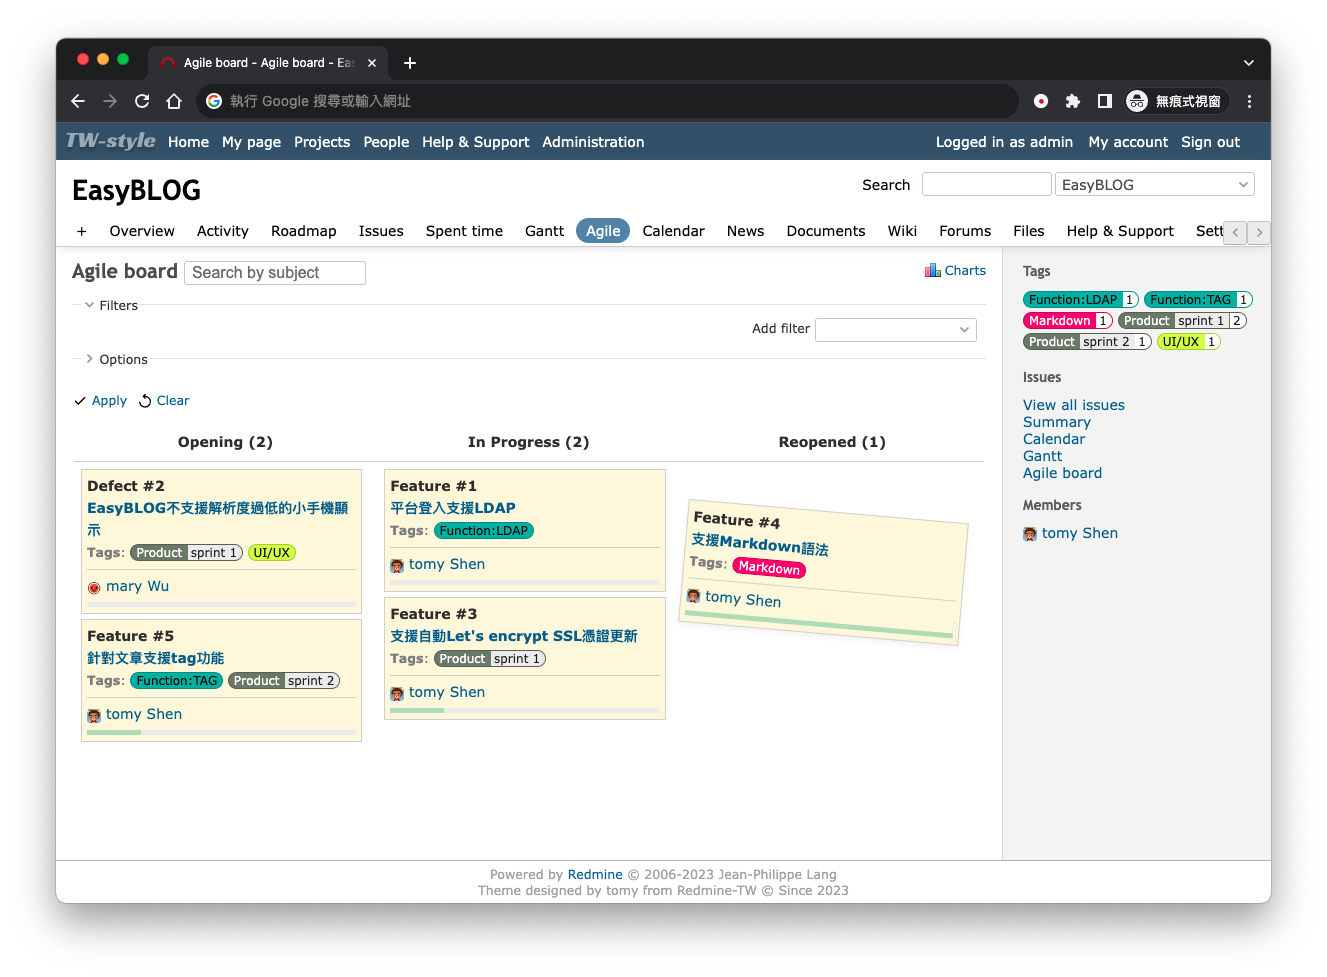 Agile board - Agile board - Eas
執行 Google 搜尋或輸入網址
無痕式視窗
TW-style Home My page Projects People Help & Support Administration Logged in as admin My account Sign out
EasyBLOG
Search
EasyBLOG
+ Overview Activity Roadmap Issues Spent time Gantt Agile Calendar News Documents Wiki Forums Files Help & Support Sett
Agile board
Search by subject
Charts
Filters
Add filter
Options
Apply Clear
Opening (2)
In Progress (2)
Reopened (1)
Defect #2
EasyBLOG不支援解析度過低的小手機顯
示
Tags: Product sprint 1 UI/UX
mary Wu
Feature #5
針對文章支援tag功能
Tags: Function:TAG Product sprint 2
tomy Shen
Feature #1
平台登入支援LDAP
Tags: Function:LDAP
tomy Shen
Feature #3
支援自動Let's encrypt SSL憑證更新
Tags: Product sprint 1
tomy Shen
Feature #4
支援Markdown語法
Tags: Markdown
tomy Shen
Tags
Function:LDAP 1 Function:TAG 1
Markdown 1 Product sprint 1 2
Product sprint 2 1 UI/UX 1
Issues
View all issues
Summary
Calendar
Gantt
Agile board
Members
tomy Shen
Powered by Redmine © 2006-2023 Jean-Philippe Lang
Theme designed by tomy from Redmine-TW © Since 2023